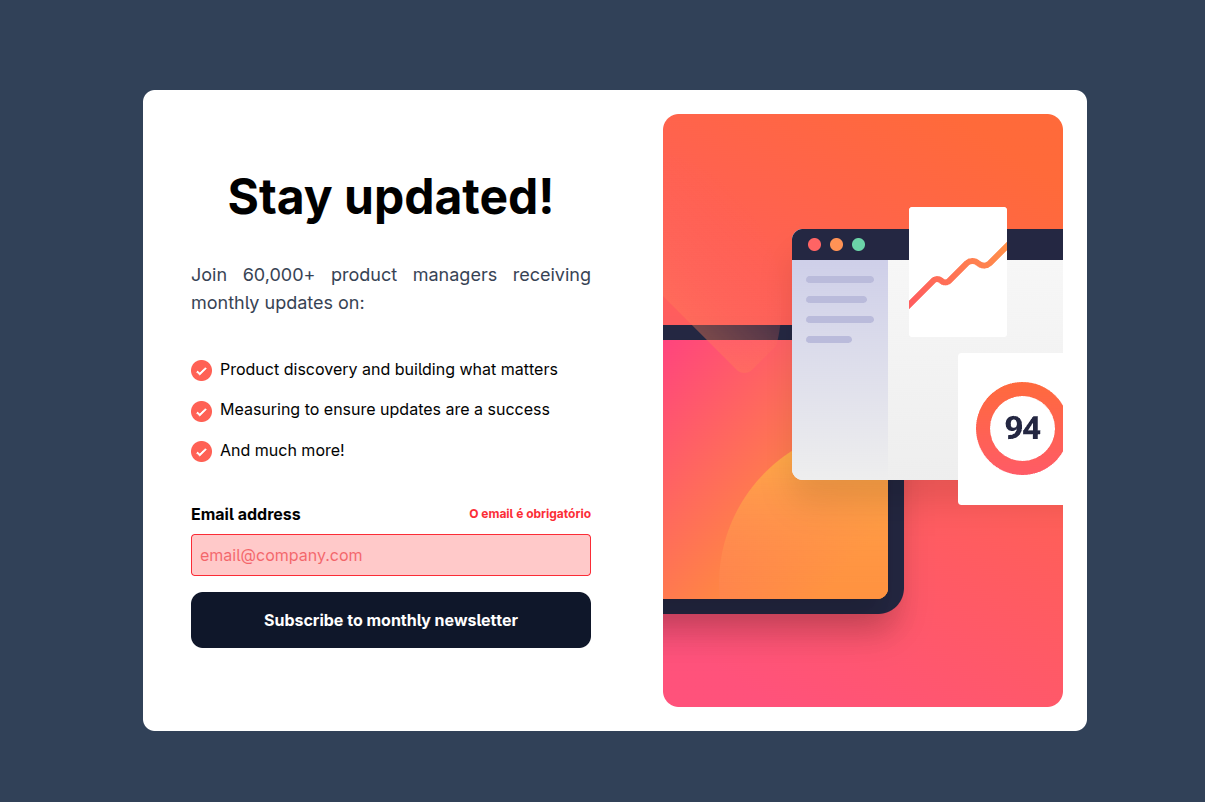 Stay updated!
Join 60,000+ product managers receiving
monthly updates on:
Product discovery and building what matters
Measuring to ensure updates are a success
And much more!
Email address
O email é obrigatório
email@company.com
Subscribe to monthly newsletter
94